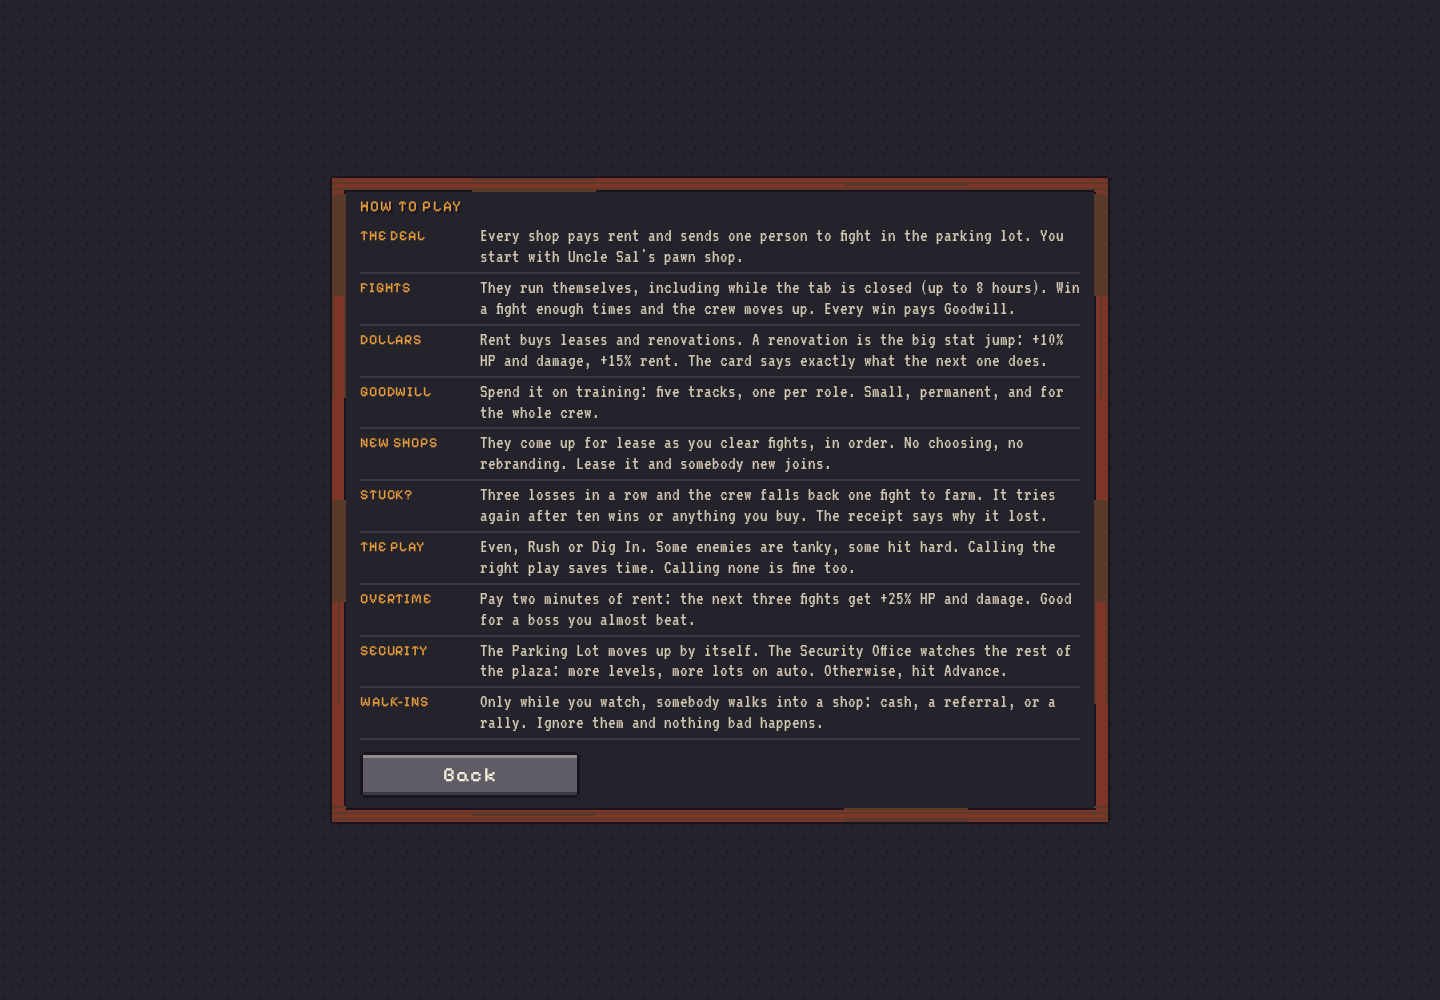 HOW TO PLAY
THE DEAL
Every shop pays rent and sends one person to fight in the parking lot. You
start with Uncle Sal's pawn shop.
FIGHTS
They run themselves, including while the tab is closed (up to 8 hours). Win
a fight enough times and the crew moves up. Every win pays Goodwill.
DOLLARS
Rent buys leases and renovations. A renovation is the big stat jump: +10%
HP and damage, +15% rent. The card says exactly what the next one does.
GOODWILL
Spend it on training: five tracks, one per role. Small, permanent, and for
the whole crew.
NEW SHOPS
They come up for lease as you clear fights, in order. No choosing, no
rebranding. Lease it and somebody new joins.
STUCK?
Three losses in a row and the crew falls back one fight to farm. It tries
again after ten wins or anything you buy. The receipt says why it lost.
THE PLAY
Even, Rush or Dig In. Some enemies are tanky, some hit hard. Calling the
right play saves time. Calling none is fine too.
OVERTIME
Pay two minutes of rent: the next three fights get +25% HP and damage. Good
for a boss you almost beat.
SECURITY
The Parking Lot moves up by itself. The Security Office watches the rest of
the plaza: more levels, more lots on auto. Otherwise, hit Advance.
WALK-INS
Only while you watch, somebody walks into a shop: cash, a referral, or a
rally. Ignore them and nothing bad happens.
Back